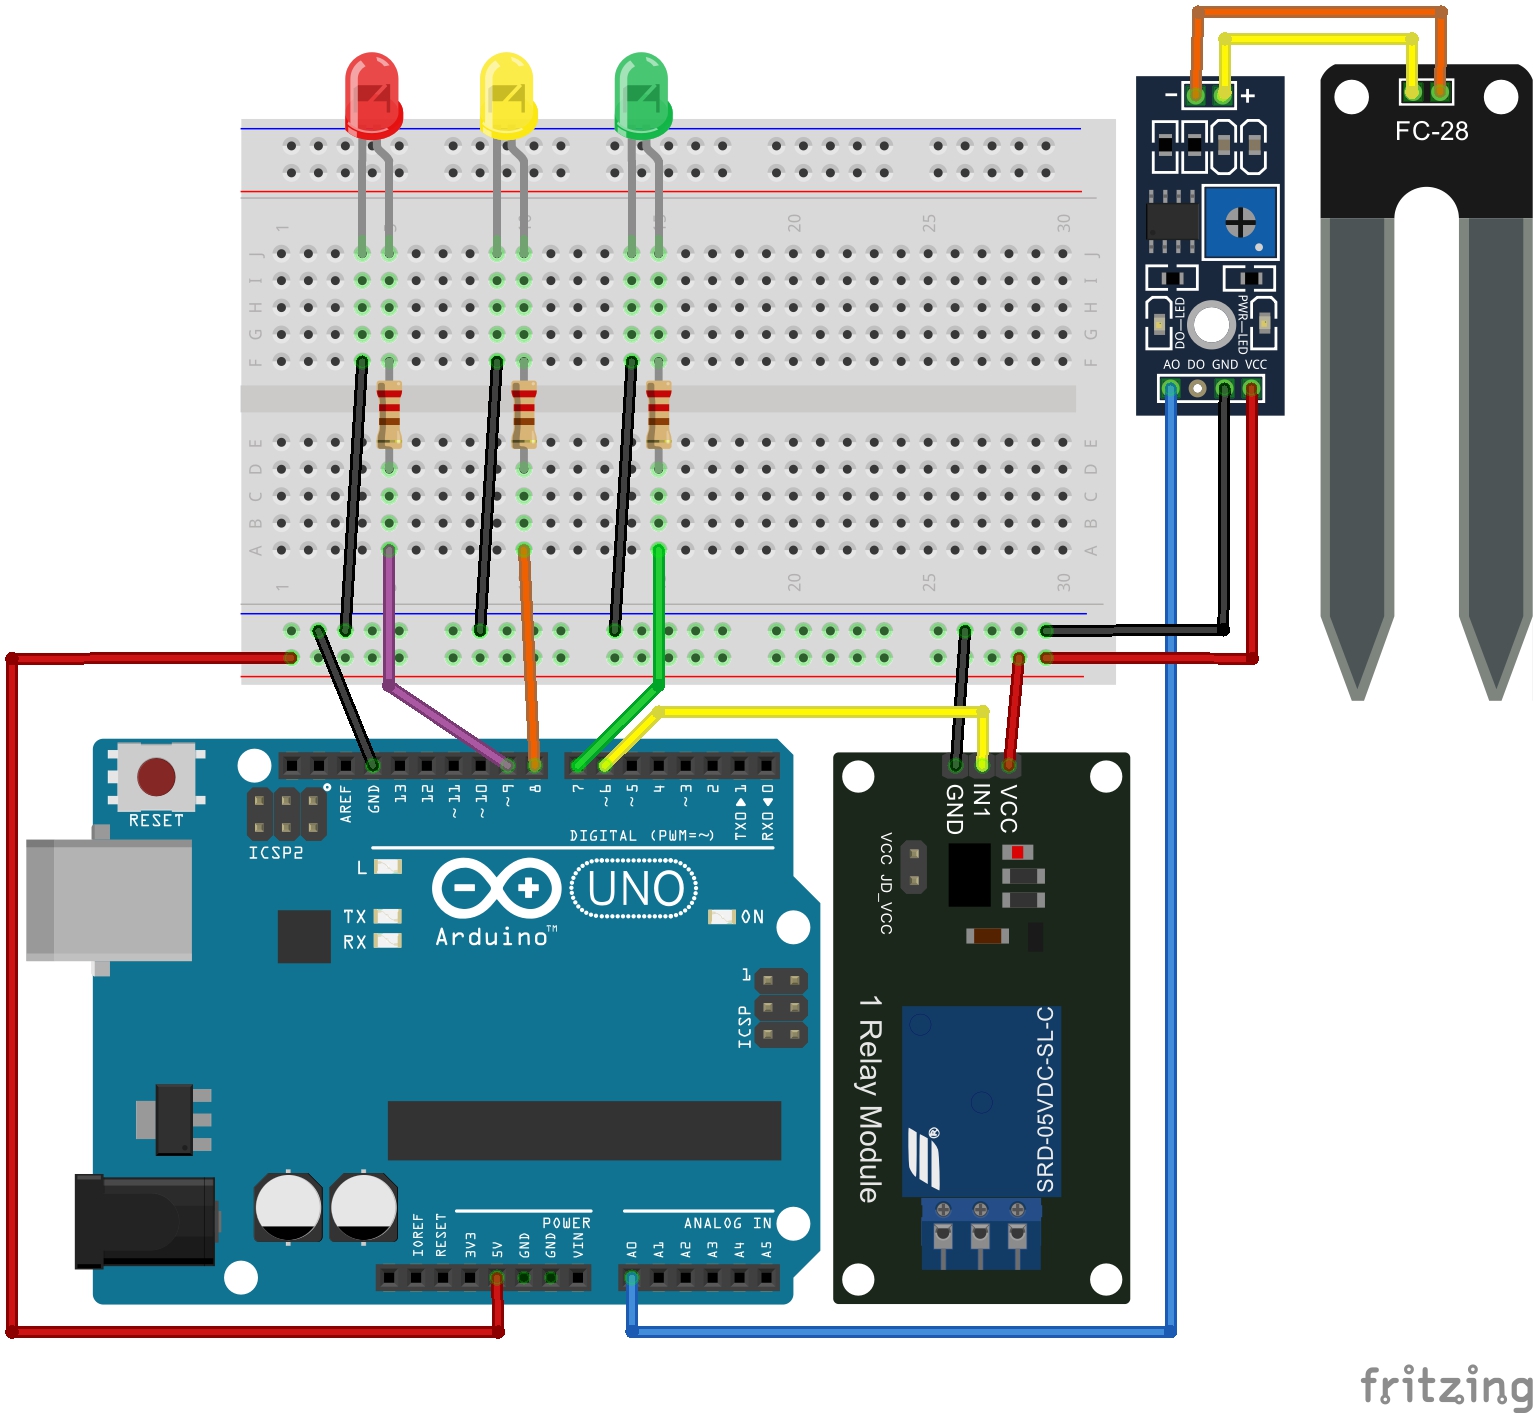 RESET
ICSP2
AREF
GND
13
12
~11
~10
~9
8
7
~6
~5
4
~3
2
TX0▶1
RX0◀0
RX
TX
L
IOREF
RESET
3V3
5V
GND
GND
VIN
POWER
A0
A1
A2
A3
A4
A5
ANALOG IN
Arduino™
UNO
DIGITAL (PWM=~)
ICSP 1
ON
A B C D E F G H I J
1 1
5
10
15
20 20
25 25
30 30
A B C D E F G H I J
1 Relay Module
VCC JD_VCC
GND
IN1
VCC
®
SRD-05VDC-SL-C
AO DO GND VCC
DO-LED
PWR-LED
-
+
FC-28
fritzing